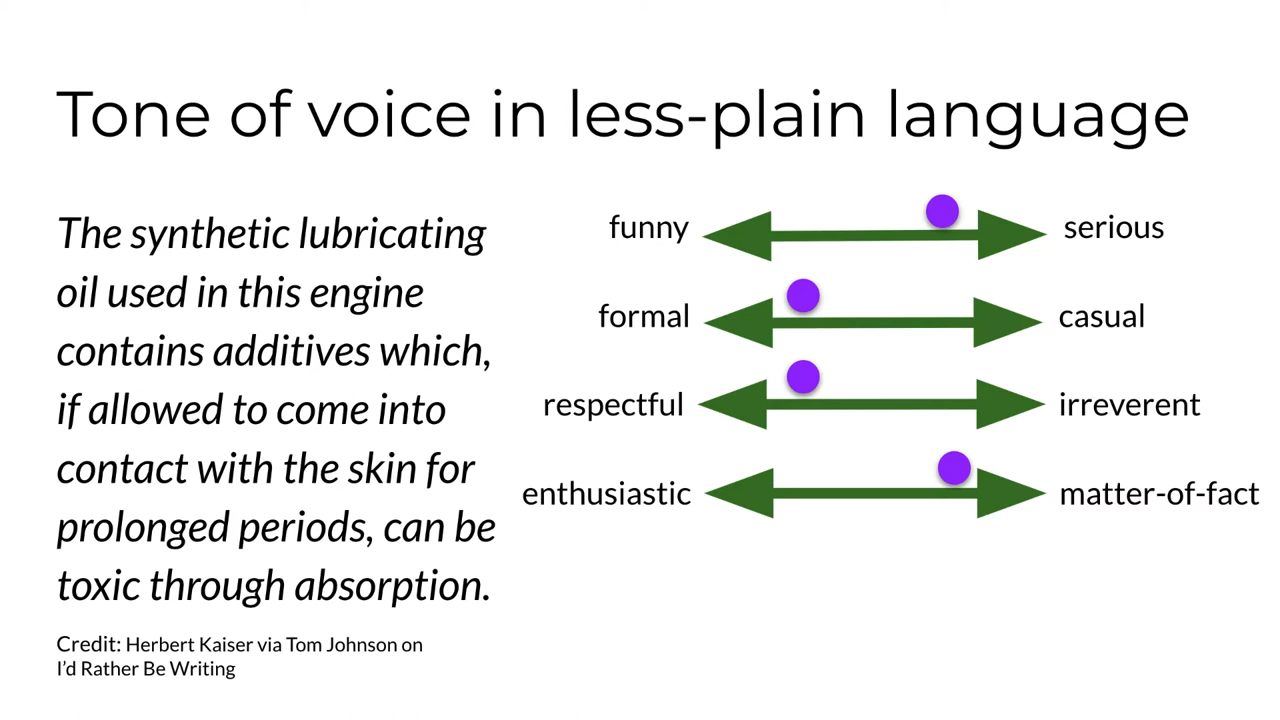 Tone of voice in less-plain language
The synthetic lubricating
oil used in this engine
contains additives which,
if allowed to come into
contact with the skin for
prolonged periods, can be
toxic through absorption.
Credit: Herbert Kaiser via Tom Johnson on
I'd Rather Be Writing
funny serious
formal casual
respectful irreverent
enthusiastic matter-of-fact